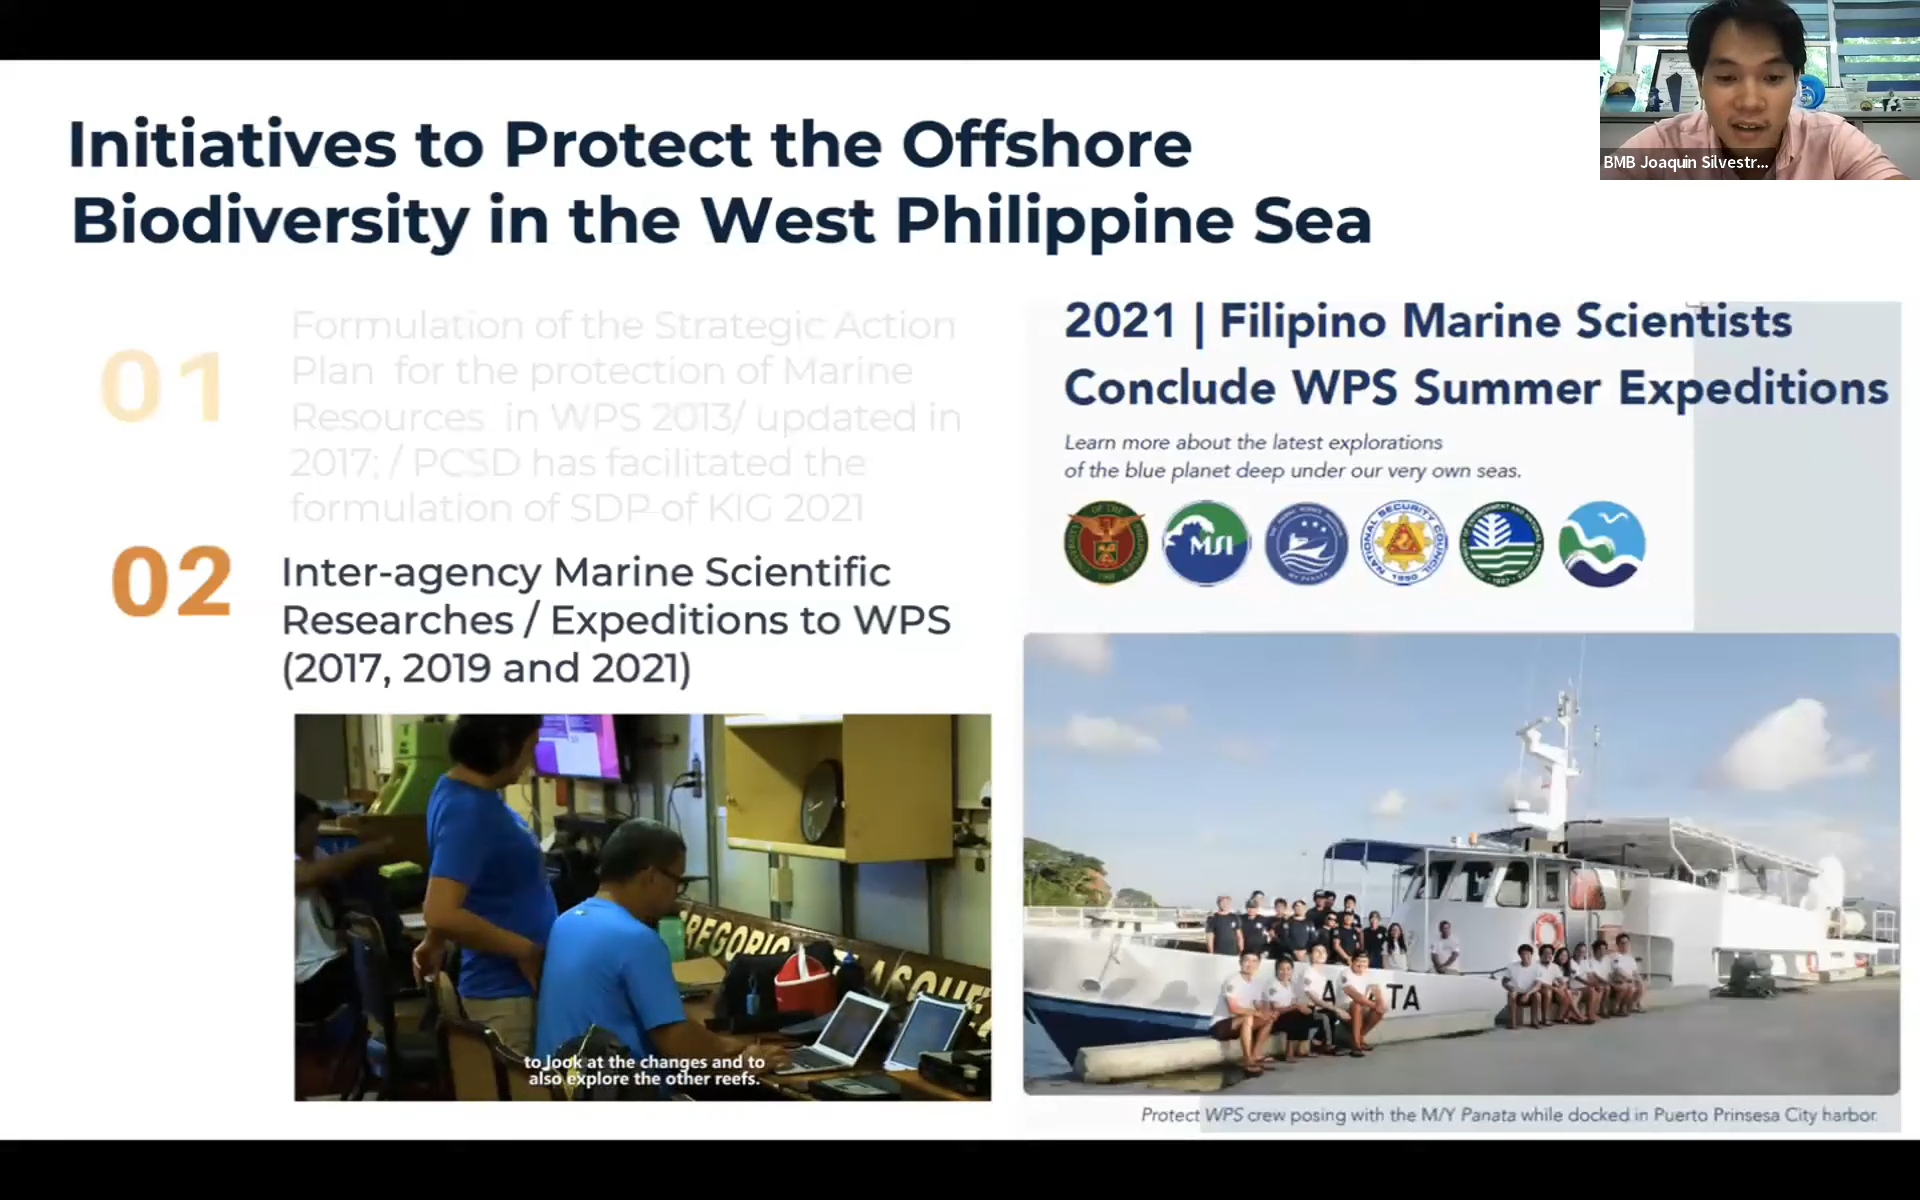 BMB Joaquin Silvestr...
Initiatives to Protect the Offshore
Biodiversity in the West Philippine Sea
01
Formulation of the Strategic Action
Plan for the protection of Marine
Resources in WPS 2013/ updated in
2017; / PCSD has facilitated the
formulation of SDP of KIG 2021
02
Inter-agency Marine Scientific
Researches / Expeditions to WPS
(2017, 2019 and 2021)
to look at the changes and to
also explore the other reefs.
2021 | Filipino Marine Scientists
Conclude WPS Summer Expeditions
Learn more about the latest explorations
of the blue planet deep under our very own seas.
MSI
NATIONAL SECURITY COUNCIL
1950
A TA
Protect WPS crew posing with the M/Y Panata while docked in Puerto Prinsesa City harbor.